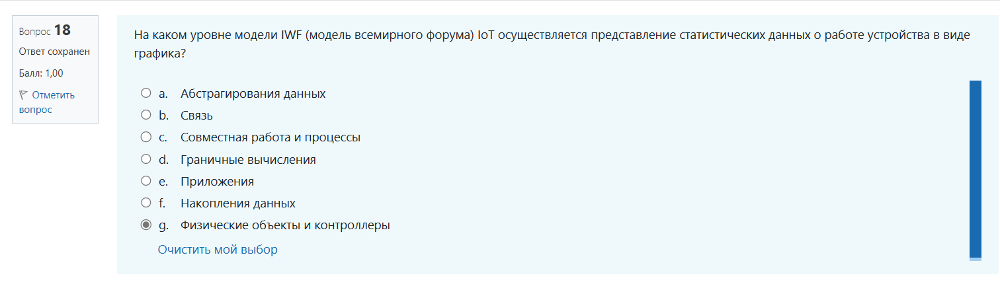 Вопрос 18
Ответ сохранен
Балл: 1,00
Отметить
вопрос
На каком уровне модели IWF (модель всемирного форума) IoT осуществляется представление статистических данных о работе устройства в виде
графика?
a. Абстрагирования данных
b. Связь
c. Совместная работа и процессы
d. Граничные вычисления
e. Приложения
f. Накопления данных
g. Физические объекты и контроллеры
Очистить мой выбор